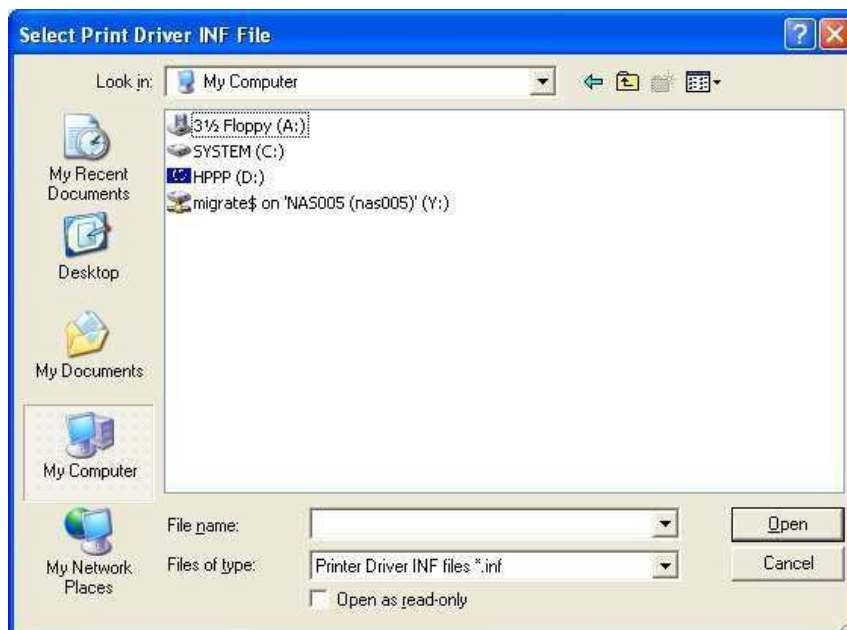 Select Print Driver INF File
Look in:
My Computer
3½ Floppy (A:)
SYSTEM (C:)
HPPP (D:)
migrate$ on 'NAS005 (nas005)' (Y:)
My Recent
Documents
Desktop
My Documents
My Computer
My Network
Places
File name:
Open
Files of type:
Printer Driver INF files *.inf
Cancel
Open as read-only